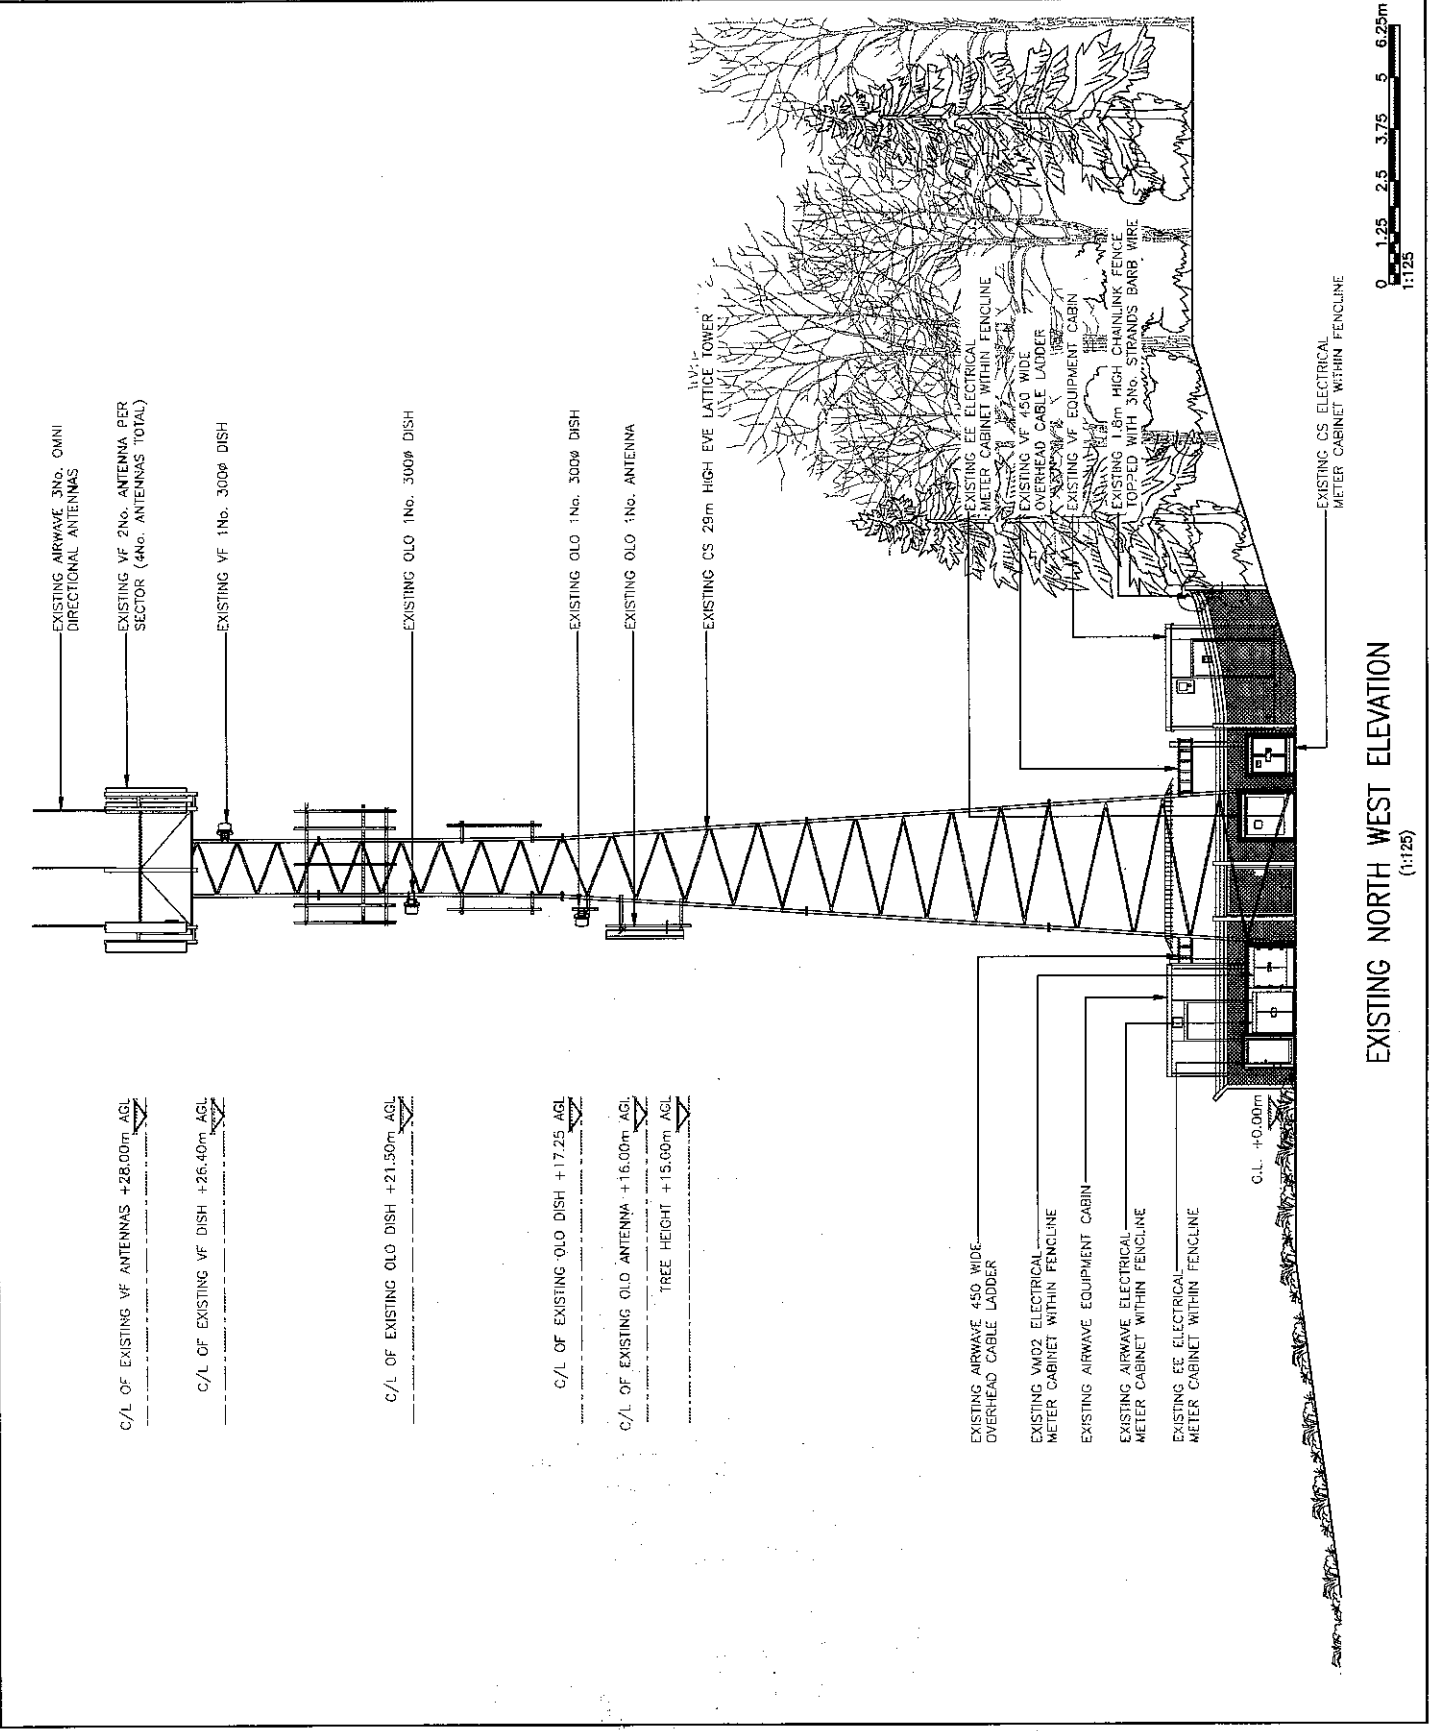 EXISTING AIRWAVE 3No. OMNI
DIRECTIONAL ANTENNAS
EXISTING VF 2No. ANTENNA PER
SECTOR (4No. ANTENNAS TOTAL)
EXISTING VF 1No. 300ø DISH
EXISTING OLO 1No. 300ø DISH
EXISTING OLO 1No. 300ø DISH
EXISTING OLO 1No. ANTENNA
EXISTING CS 29m HIGH EVE LATTICE TOWER
EXISTING EE ELECTRICAL
METER CABINET WITHIN FENCLINE
EXISTING VF 450 WIDE
OVERHEAD CABLE LADDER
EXISTING VF EQUIPMENT CABIN
EXISTING 1.8m HIGH CHAINLINK FENCE
TOPPED WITH 3No. STRANDS BARB WIRE
EXISTING CS ELECTRICAL
METER CABINET WITHIN FENCLINE
C/L OF EXISTING VF ANTENNAS +28.00m AGL
C/L OF EXISTING VF DISH +26.40m AGL
C/L OF EXISTING OLO DISH +21.50m AGL
C/L OF EXISTING OLO DISH +17.25 AGL
C/L OF EXISTING OLO ANTENNA +16.00m AGL
TREE HEIGHT +15.00m AGL
EXISTING AIRWAVE 450 WIDE
OVERHEAD CABLE LADDER
EXISTING VMO2 ELECTRICAL
METER CABINET WITHIN FENCLINE
EXISTING AIRWAVE EQUIPMENT CABIN
EXISTING AIRWAVE ELECTRICAL
METER CABINET WITHIN FENCLINE
EXISTING EE ELECTRICAL
METER CABINET WITHIN FENCLINE
G.L. +0.00m
EXISTING NORTH WEST ELEVATION
(1:125)
0 1.25 2.5 3.75 5 6.25m
1:125